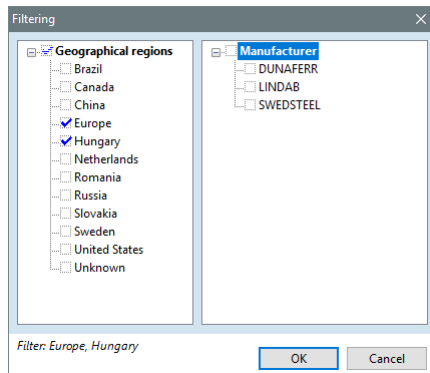 Filtering
Geographical regions
Brazil
Canada
China
Europe
Hungary
Netherlands
Romania
Russia
Slovakia
Sweden
United States
Unknown
Manufacturer
DUNAFERR
LINDAB
SWEDSTEEL
Filter: Europe, Hungary
OK
Cancel